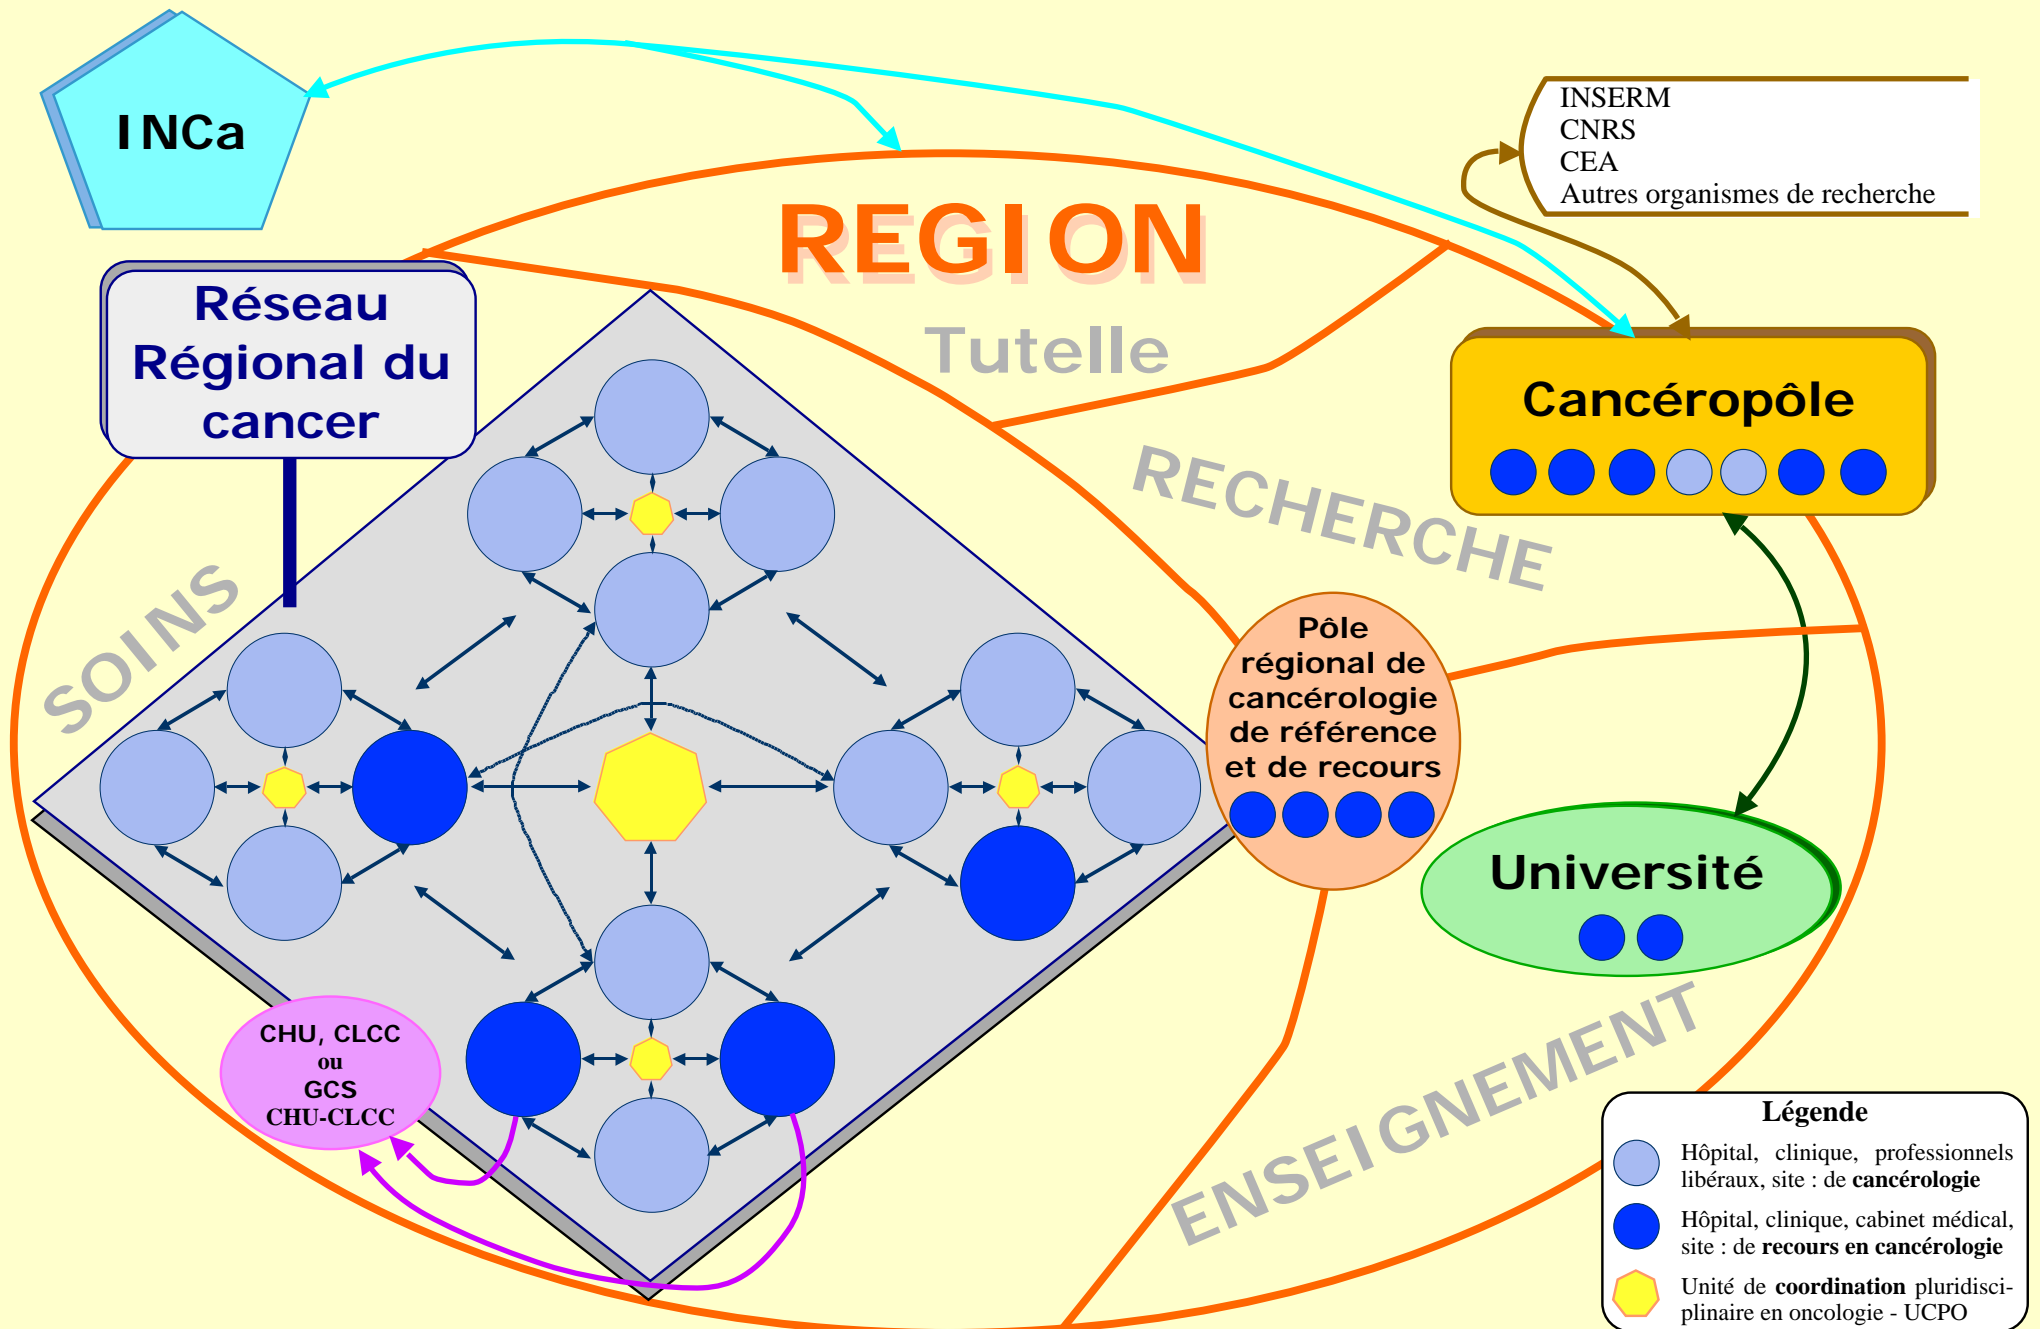 INCa
INSERM
CNRS
CEA
Autres organismes de recherche
REGION
Tutelle
Réseau
Régional du
cancer
Cancéropôle
RECHERCHE
SOINS
Pôle
régional de
cancérologie
de référence
et de recours
Université
CHU, CLCC
ou
GCS
CHU-CLCC
ENSEIGNEMENT
Légende
Hôpital, clinique, professionnels
libéraux, site : de cancérologie
Hôpital, clinique, cabinet médical,
site : de recours en cancérologie
Unité de coordination pluridisci-
plinaire en oncologie - UCPO